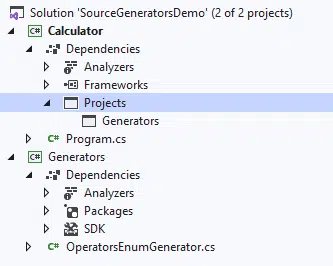 Solution 'SourceGeneratorsDemo' (2 of 2 projects)
C# Calculator
Dependencies
Analyzers
Frameworks
Projects
Generators
C# Program.cs
C# Generators
Dependencies
Analyzers
Packages
SDK
C# OperatorsEnumGenerator.cs